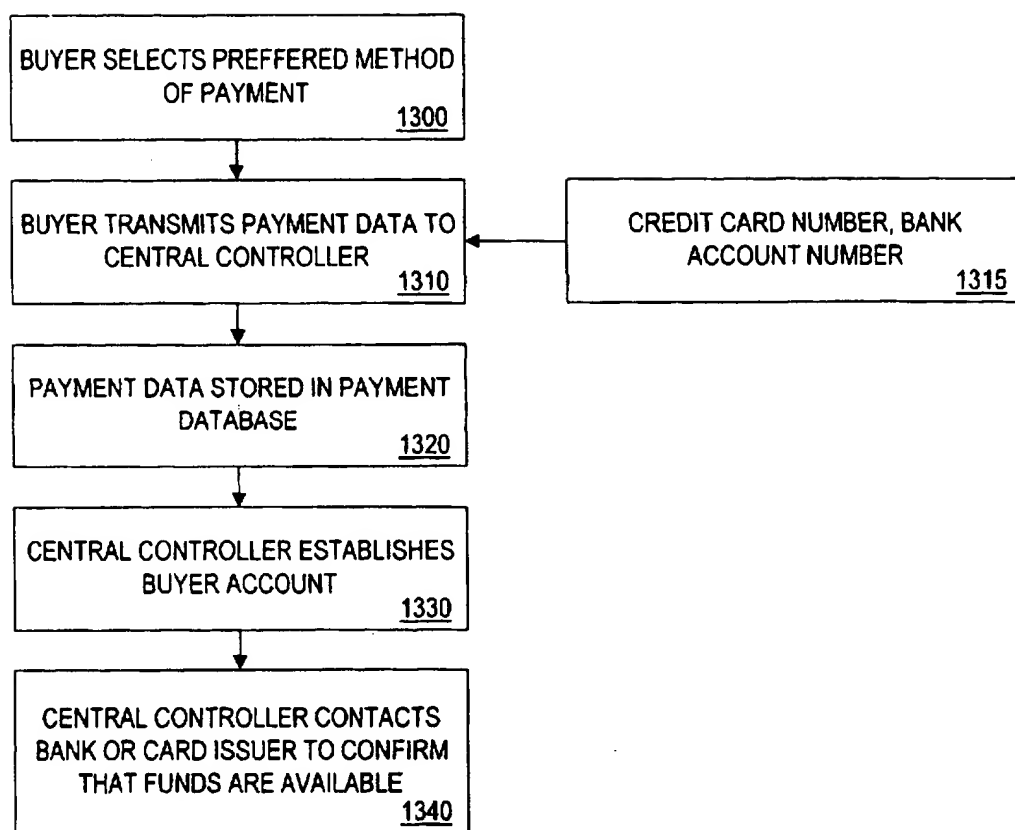 BUYER SELECTS PREFFERED METHOD
OF PAYMENT
1300
BUYER TRANSMITS PAYMENT DATA TO
CENTRAL CONTROLLER
1310
CREDIT CARD NUMBER, BANK
ACCOUNT NUMBER
1315
PAYMENT DATA STORED IN PAYMENT
DATABASE
1320
CENTRAL CONTROLLER ESTABLISHES
BUYER ACCOUNT
1330
CENTRAL CONTROLLER CONTACTS
BANK OR CARD ISSUER TO CONFIRM
THAT FUNDS ARE AVAILABLE
1340